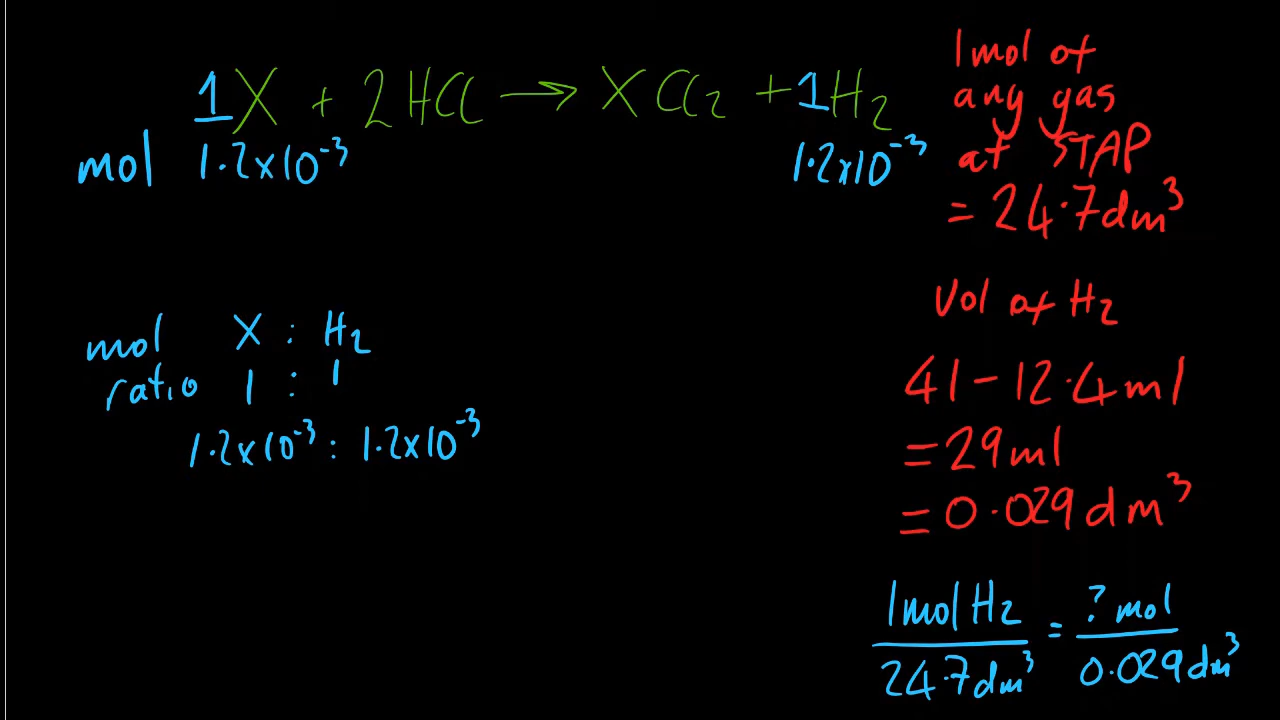 1X + 2HCl → XCl₂ + 1H₂
mol 1.2x10⁻³ 1.2x10⁻³
mol X : H₂
ratio 1 : 1
1.2x10⁻³ : 1.2x10⁻³
1mol of
any gas
at STAP
= 24.7dm³
Vol of H₂
41 - 12.4ml
= 29ml
= 0.029dm³
1mol H₂ = ? mol
24.7dm³ 0.029dm³